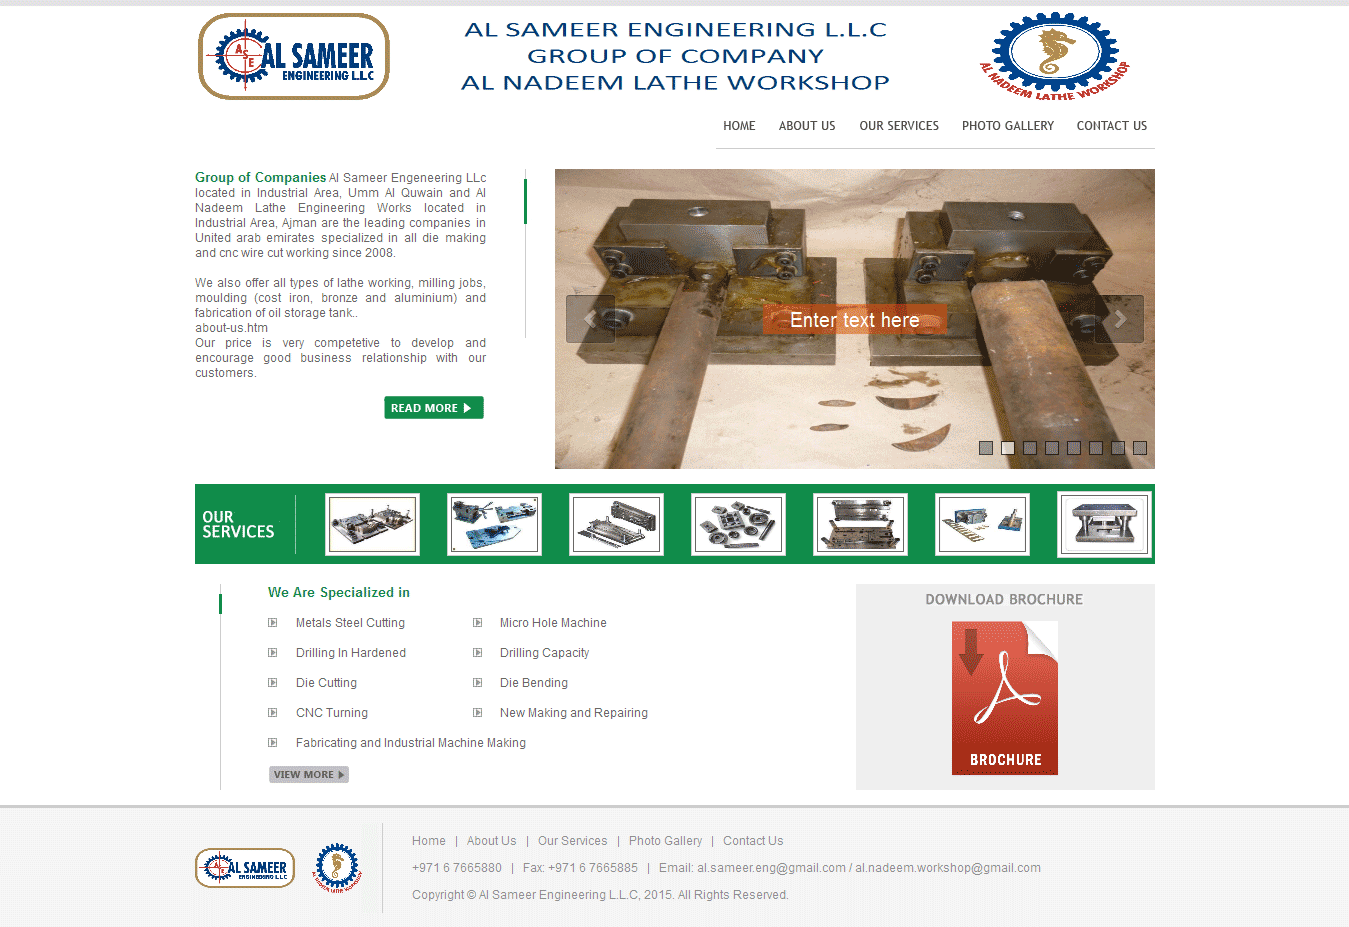 ASE
AL SAMEER
ENGINEERING L.L.C
AL SAMEER ENGINEERING L.L.C
GROUP OF COMPANY
AL NADEEM LATHE WORKSHOP
AL NADEEM LATHE WORKSHOP
HOME ABOUT US OUR SERVICES PHOTO GALLERY CONTACT US
Group of Companies Al Sameer Engeneering LLc
located in Industrial Area, Umm Al Quwain and Al
Nadeem Lathe Engineering Works located in
Industrial Area, Ajman are the leading companies in
United arab emirates specialized in all die making
and cnc wire cut working since 2008.
We also offer all types of lathe working, milling jobs,
moulding (cost iron, bronze and aluminium) and
fabrication of oil storage tank..
about-us.htm
Our price is very competetive to develop and
encourage good business relationship with our
customers.
READ MORE
Enter text here
OUR
SERVICES
We Are Specialized in
Metals Steel Cutting Micro Hole Machine
Drilling In Hardened Drilling Capacity
Die Cutting Die Bending
CNC Turning New Making and Repairing
Fabricating and Industrial Machine Making
VIEW MORE
DOWNLOAD BROCHURE
BROCHURE
AL SAMEER
ENGINEERING L.L.C
AL NADEEM LATHE WORKSHOP
Home | About Us | Our Services | Photo Gallery | Contact Us
+971 6 7665880 | Fax: +971 6 7665885 | Email: al.sameer.eng@gmail.com / al.nadeem.workshop@gmail.com
Copyright © Al Sameer Engineering L.L.C, 2015. All Rights Reserved.